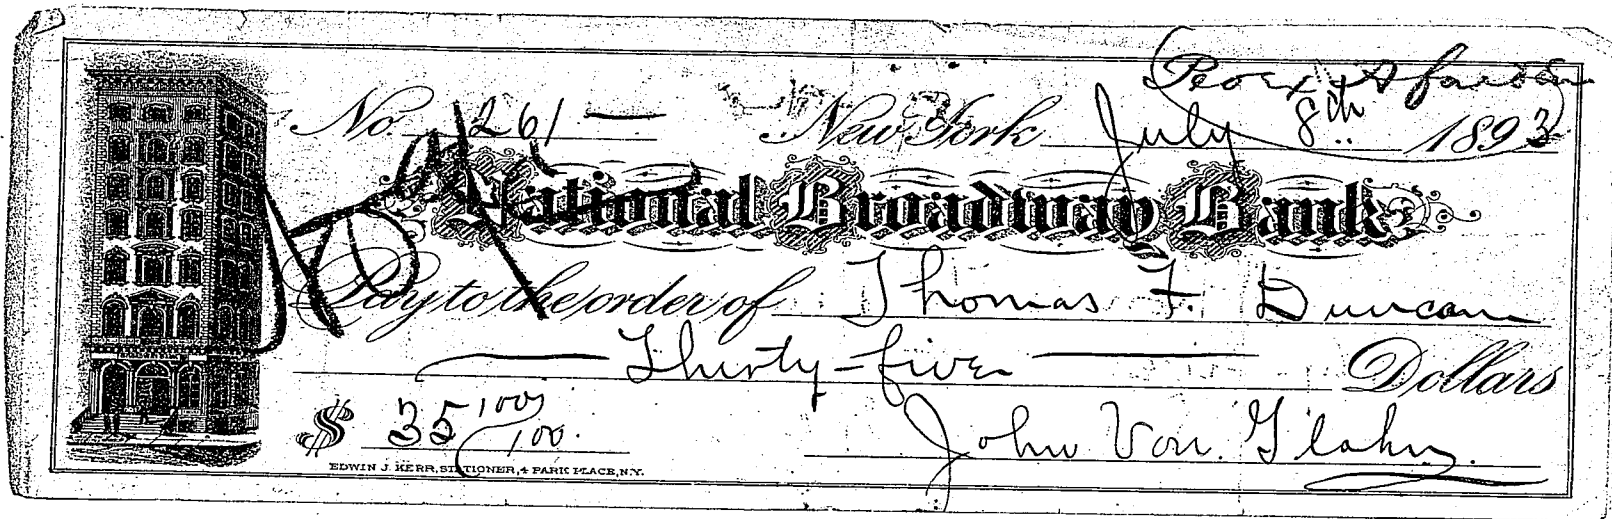 No 261 New York July 8th 1893
National Broadway Bank
Pay to the order of Thomas F. Duncan
Thirty-five Dollars
$ 35 100/100. John Von. Glahn.
EDWIN J. KERR, STATIONER, 4 PARK PLACE, N.Y.